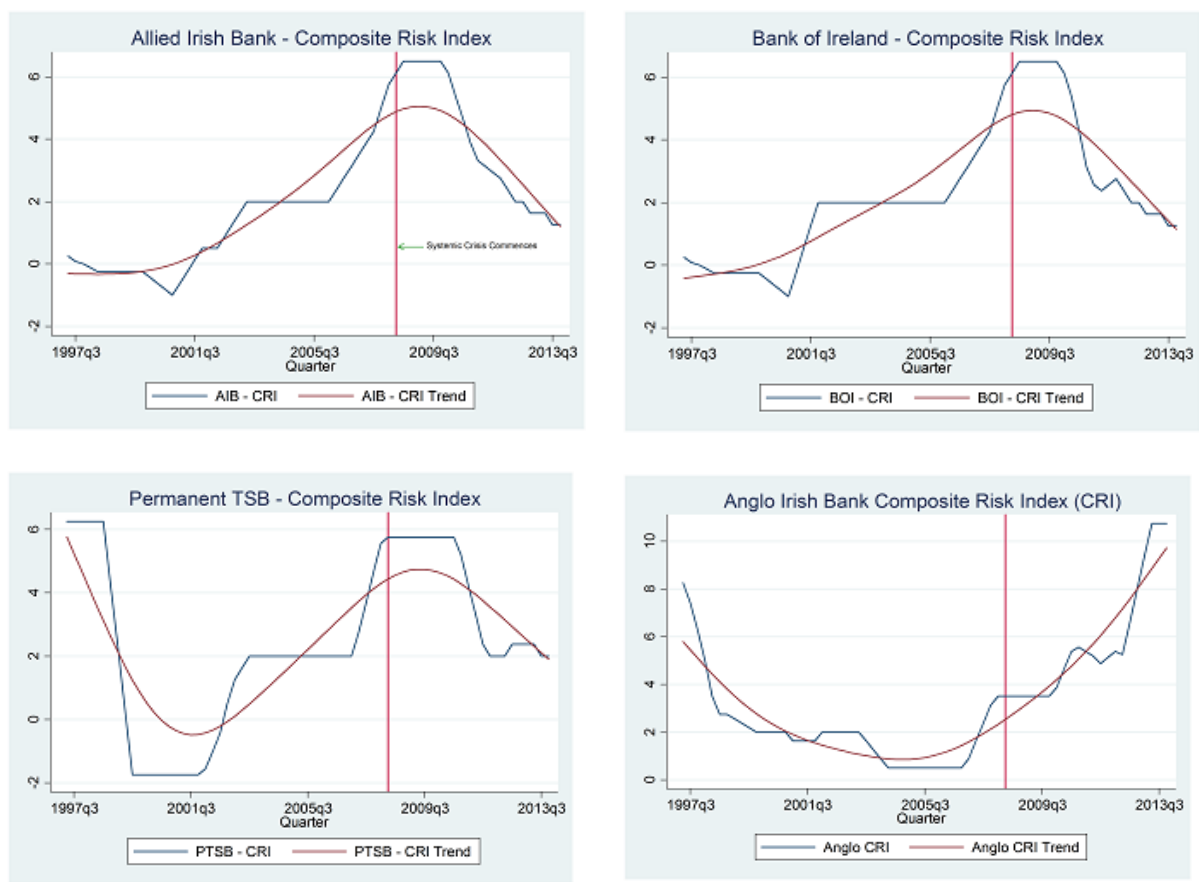 Allied Irish Bank - Composite Risk Index
6
4
2
0
-2
Systemic Crisis Commences
1997q3 2001q3 2005q3 2009q3 2013q3
Quarter
AIB - CRI AIB - CRI Trend
Bank of Ireland - Composite Risk Index
6
4
2
0
-2
1997q3 2001q3 2005q3 2009q3 2013q3
Quarter
BOI - CRI BOI - CRI Trend
Permanent TSB - Composite Risk Index
6
4
2
0
-2
1997q3 2001q3 2005q3 2009q3 2013q3
Quarter
PTSB - CRI PTSB - CRI Trend
Anglo Irish Bank Composite Risk Index (CRI)
10
8
6
4
2
0
1997q3 2001q3 2005q3 2009q3 2013q3
Quarter
Anglo CRI Anglo CRI Trend